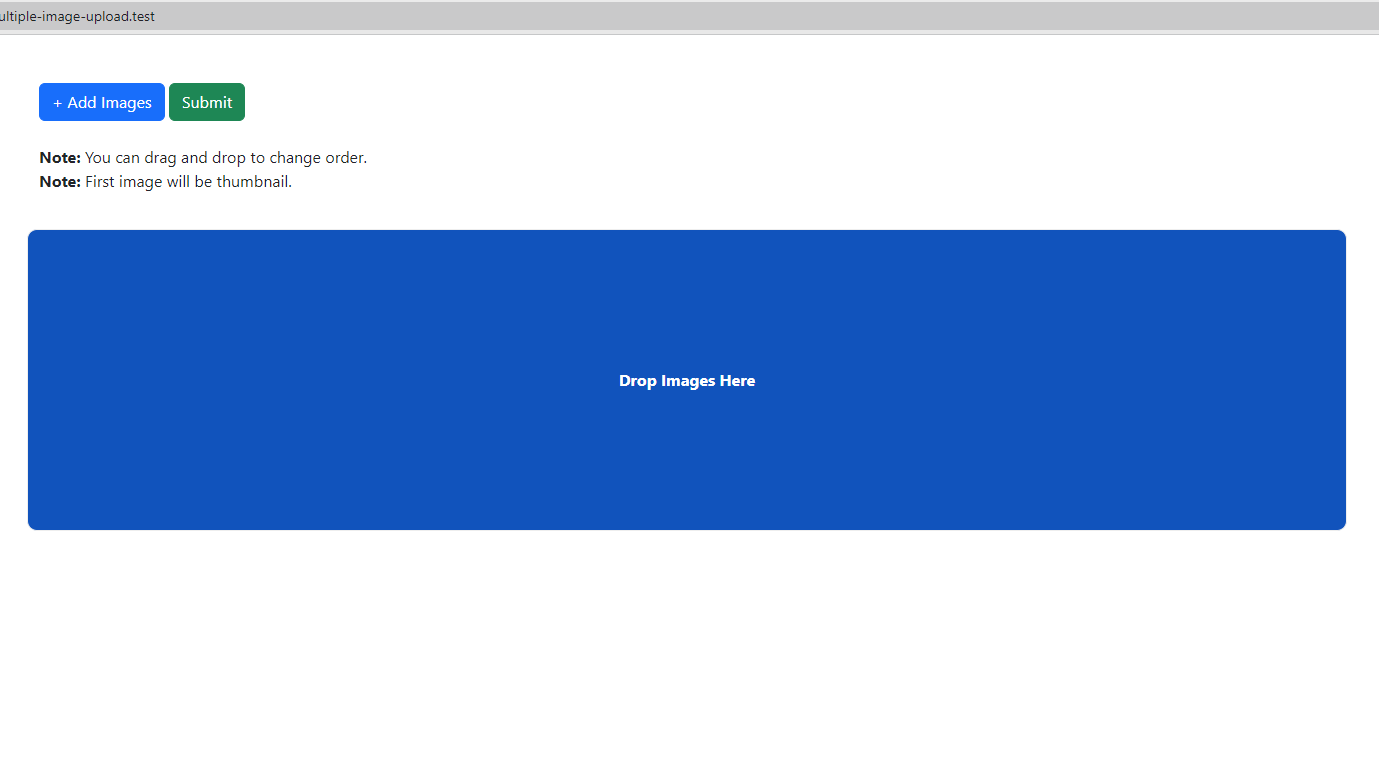 ultiple-image-upload.test
+ Add Images Submit
Note: You can drag and drop to change order.
Note: First image will be thumbnail.
Drop Images Here